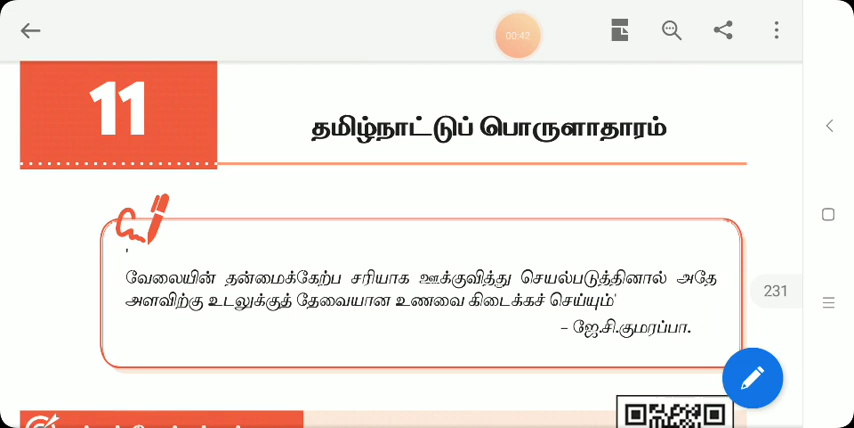 00:42
11
தமிழ்நாட்டுப் பொருளாதாரம்
'
வேலையின் தன்மைக்கேற்ப சரியாக ஊக்குவித்து செயல்படுத்தினால் அதே
அளவிற்கு உடலுக்குத் தேவையான உணவை கிடைக்கச் செய்யும்'
– ஜே.சி.குமரப்பா.
231